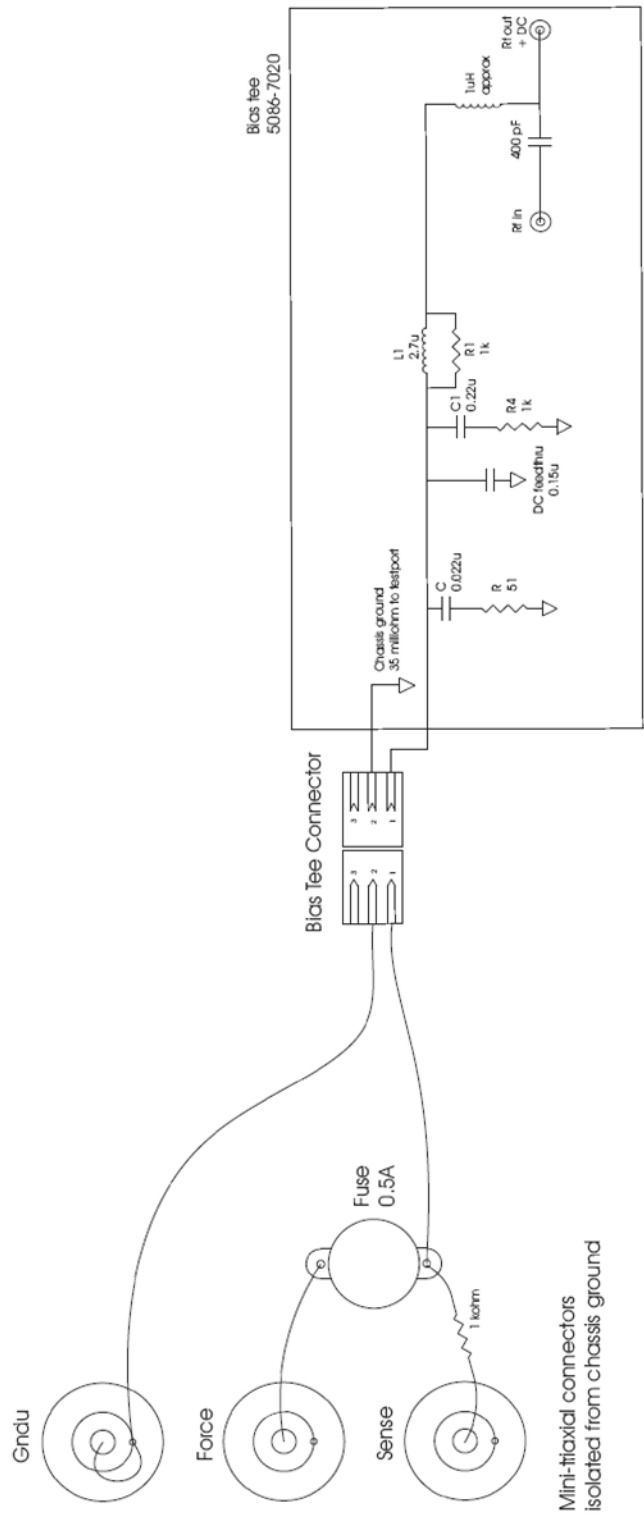 Gndu
Force
Sense
Mini-triaxial connectors
isolated from chassis ground
Fuse
0.5A
1 kohm
Bias Tee Connector
3
2
1
3
2
1
Bias tee
5086-7020
Chassis ground
35 milliohm to testport
C
0.022u
R
51
DC feedthru
0.15u
C1
0.22u
R4
1k
L1
2.7u
R1
1k
1uH
approx
400 pF
Rf in
Rf out
+ DC